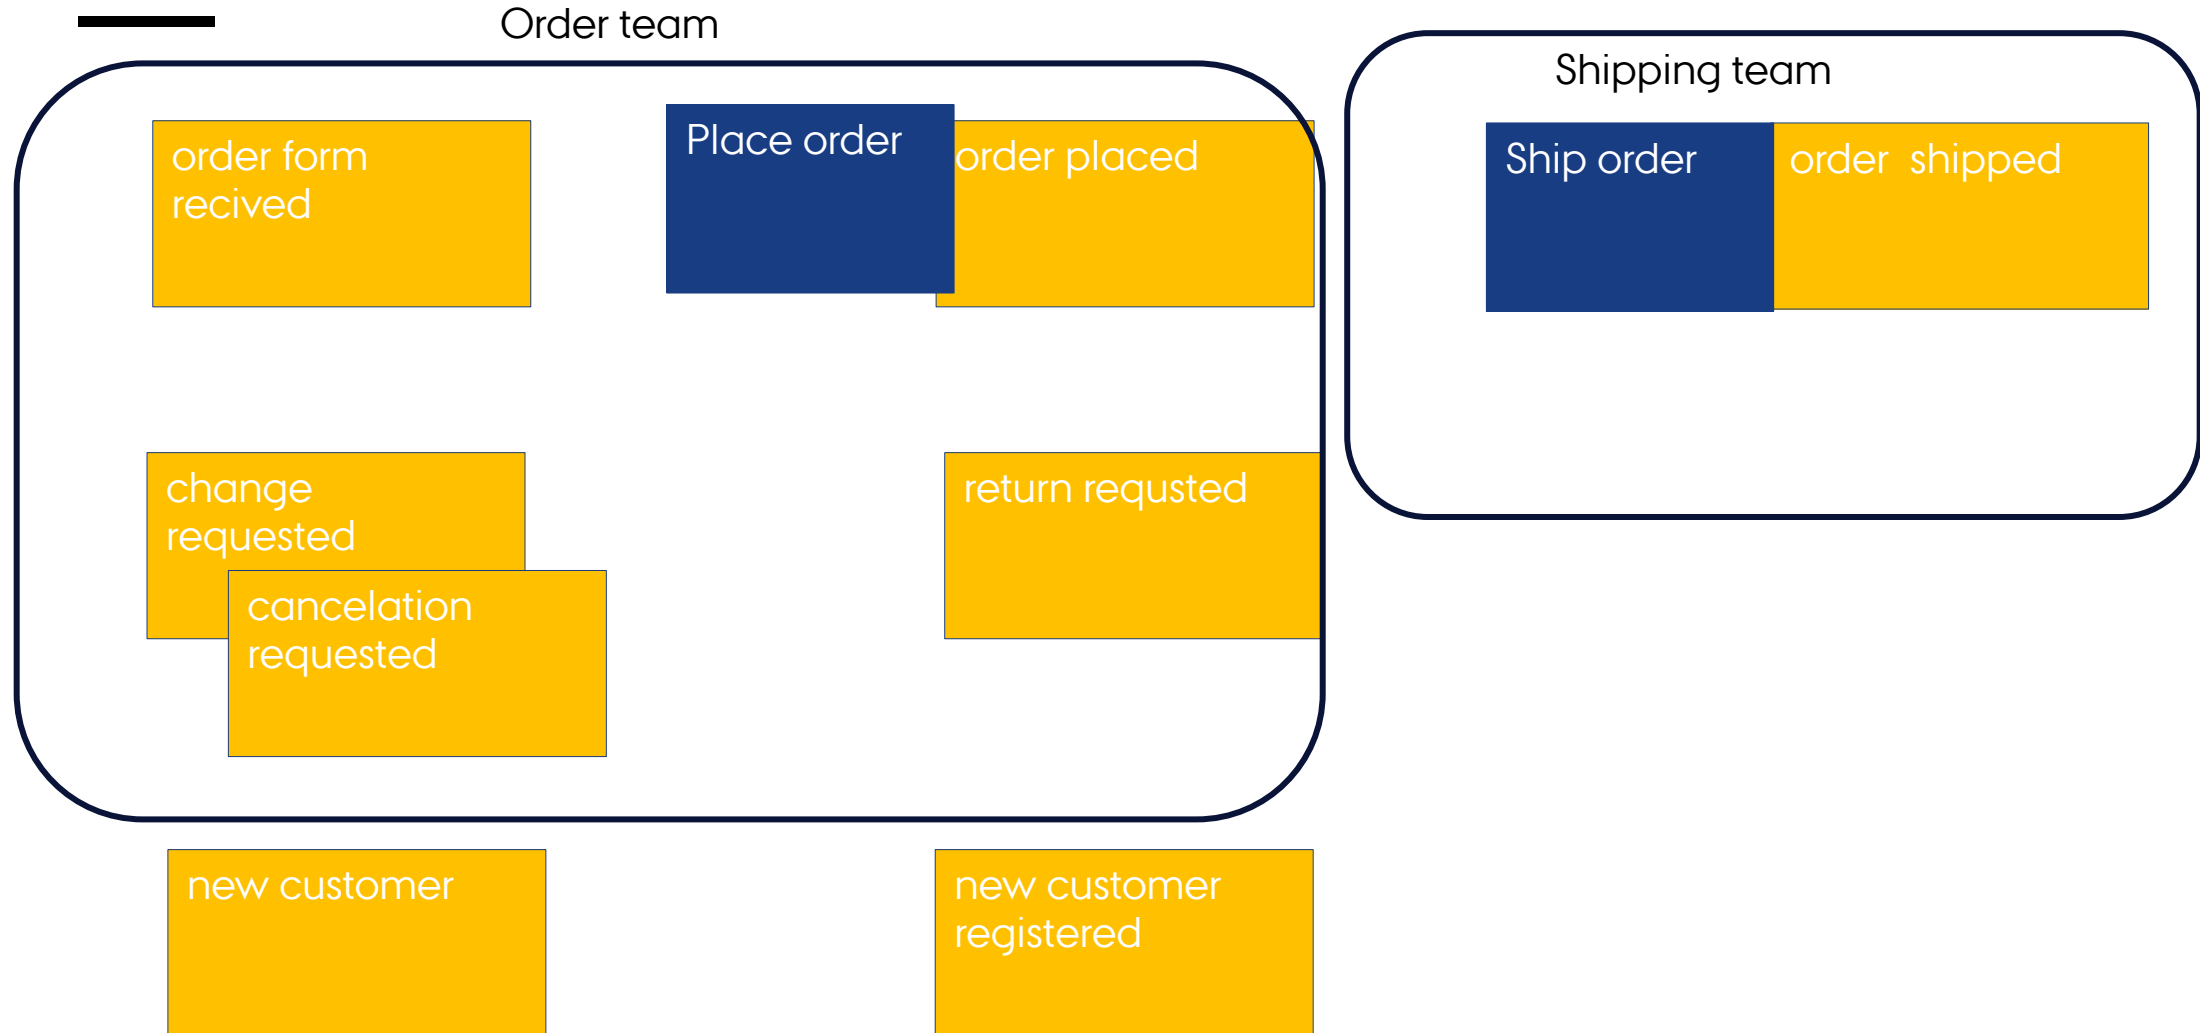 Order team
Shipping team
order form
recived
Place order
order placed
Ship order
order  shipped
change
requested
return requsted
cancelation
requested
new customer
new customer
registered